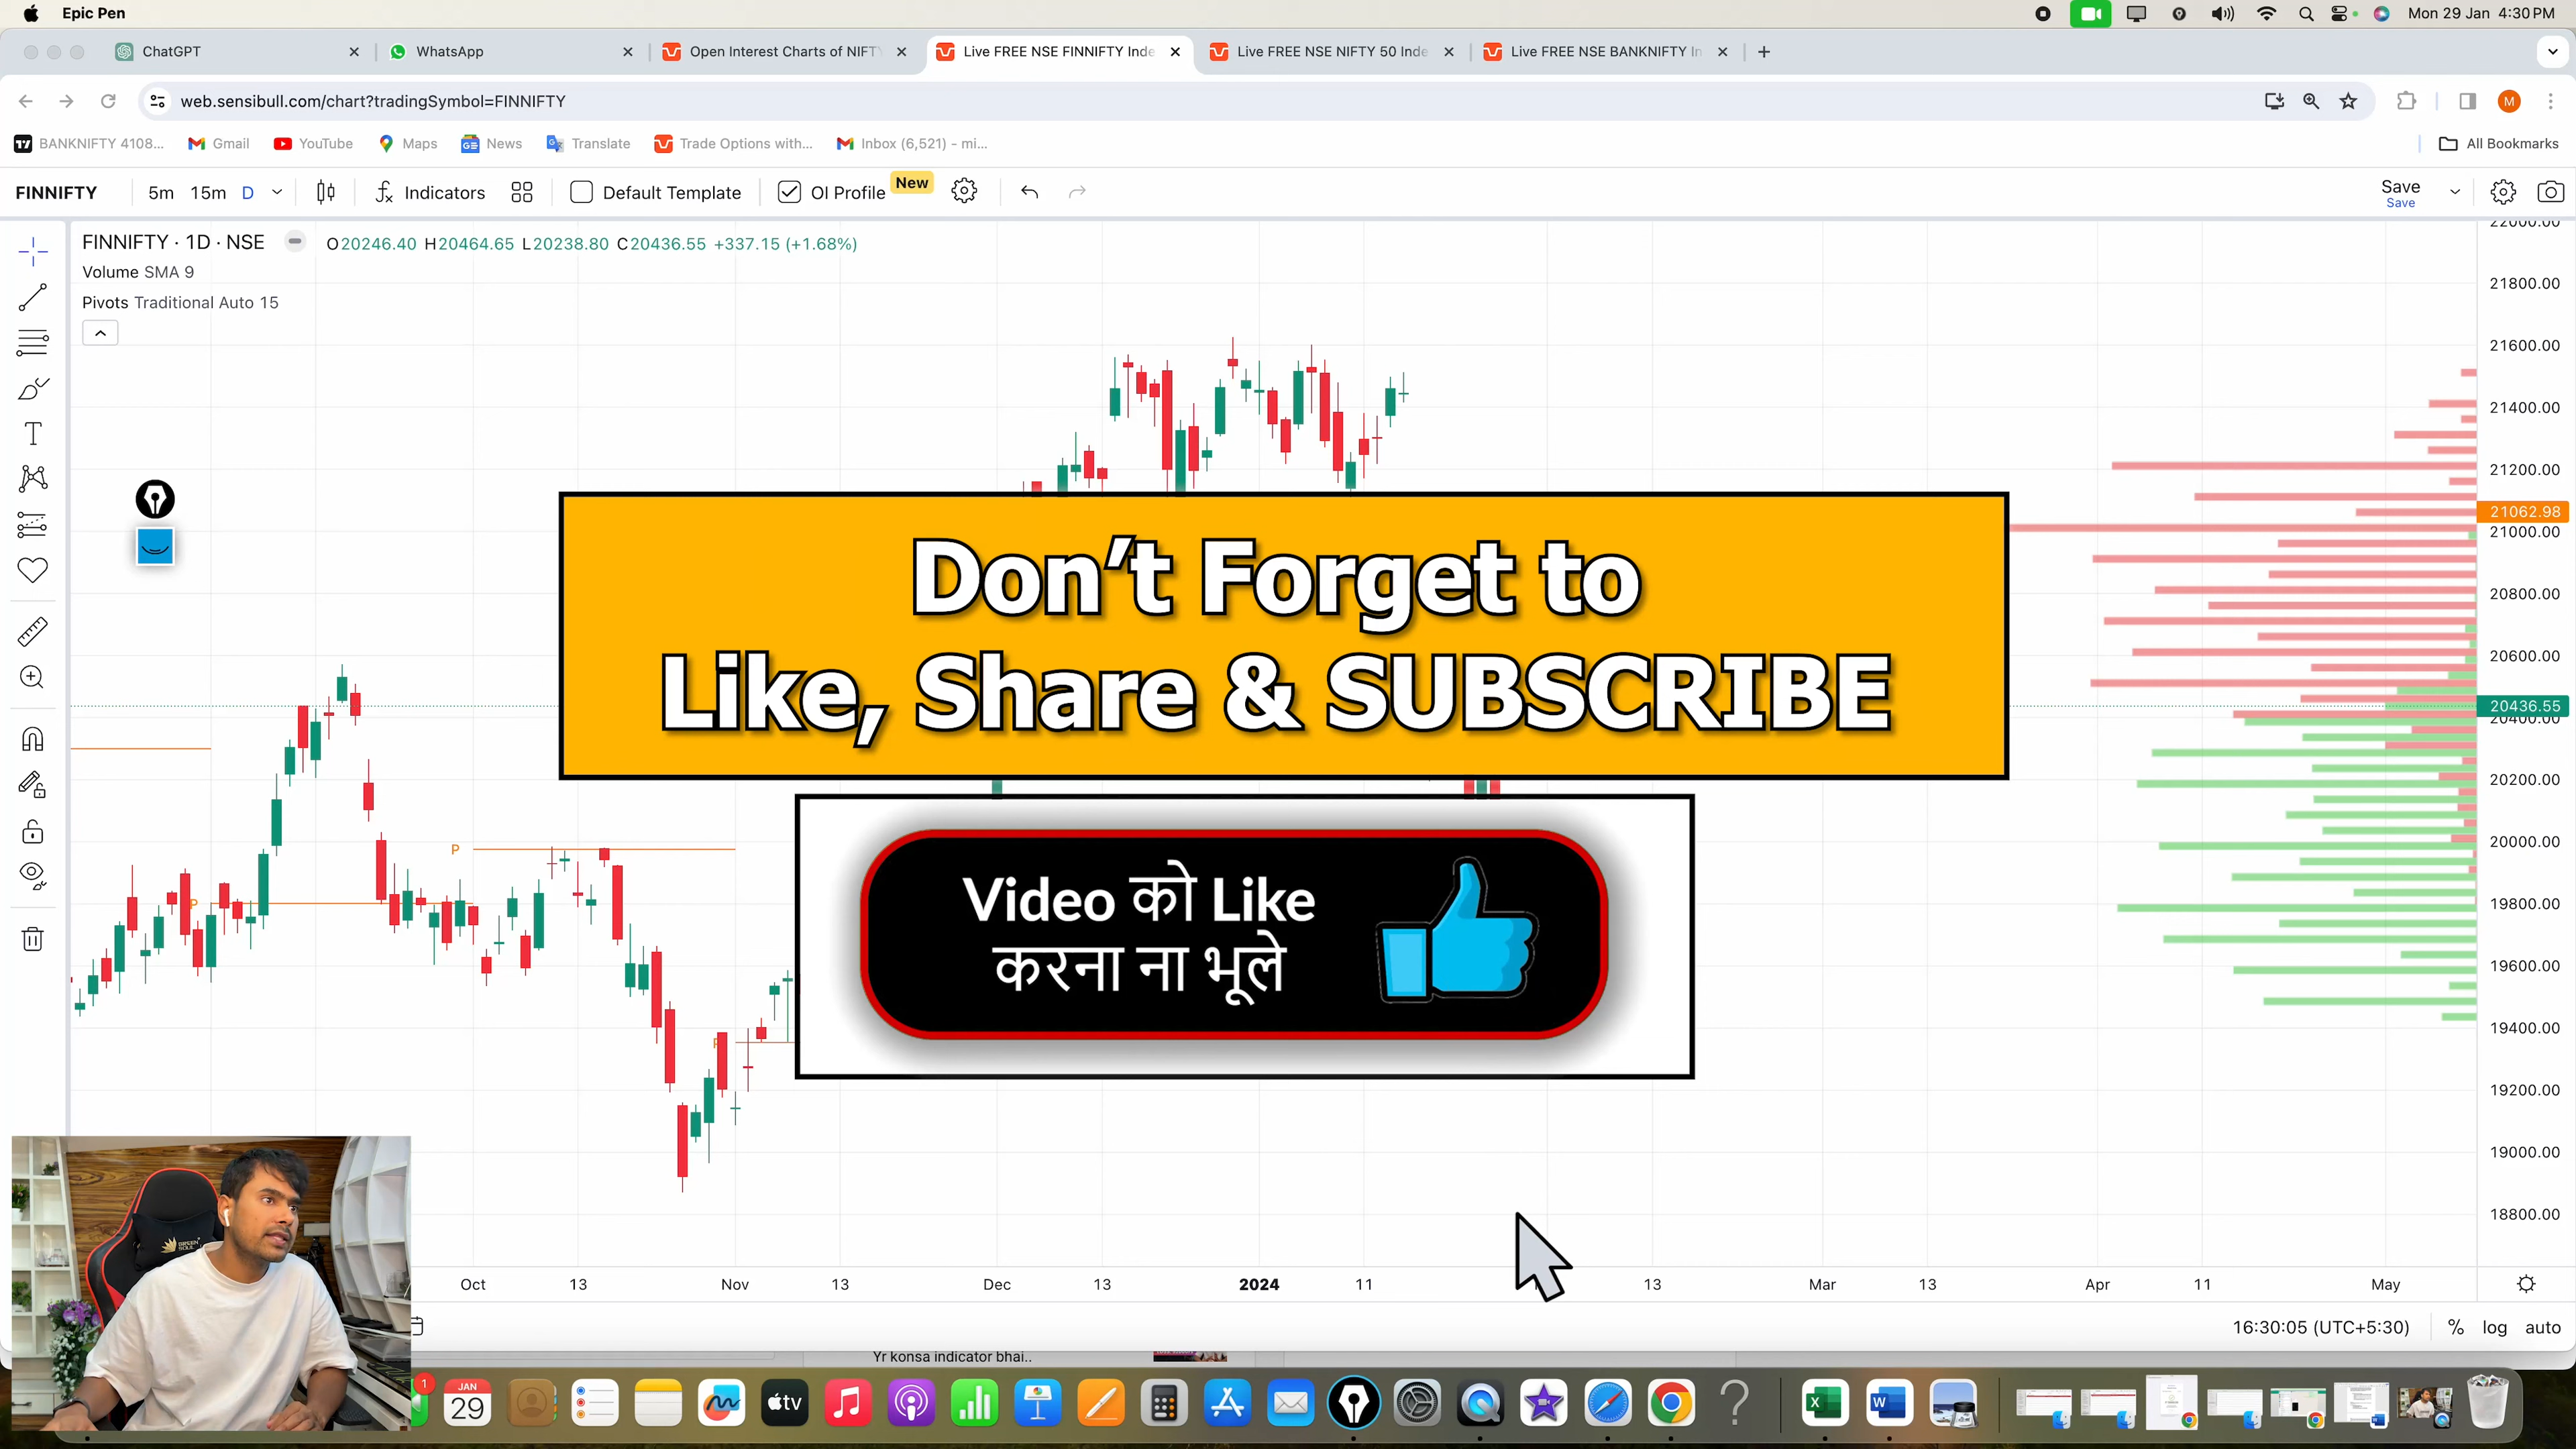 Epic Pen
Mon 29 Jan 4:30 PM
ChatGPT
WhatsApp
Open Interest Charts of NIFTY
Live FREE NSE FINNIFTY Inde
Live FREE NSE NIFTY 50 Inde
Live FREE NSE BANKNIFTY In
web.sensibull.com/chart?tradingSymbol=FINNIFTY
M
BANKNIFTY 4108...
Gmail
YouTube
Maps
News
Translate
Trade Options with...
Inbox (6,521) - mi...
All Bookmarks
FINNIFTY
5m 15m D
Indicators
Default Template
OI Profile
New
Save
Save
FINNIFTY · 1D · NSE
O20246.40 H20464.65 L20238.80 C20436.55 +337.15 (+1.68%)
Volume SMA 9
Pivots Traditional Auto 15
22000.00
21800.00
21600.00
21400.00
21200.00
21062.98
21000.00
20800.00
20600.00
20436.55
20400.00
20200.00
20000.00
19800.00
19600.00
19400.00
19200.00
19000.00
18800.00
Don't Forget to
Like, Share & SUBSCRIBE
P
P
P
Video को Like
करना ना भूले
Oct 13 Nov 13 Dec 13 2024 11 13 Mar 13 Apr 11 May
16:30:05 (UTC+5:30)
% log auto
Yr konsa indicator bhai..
1
JAN
29
tv
X
W